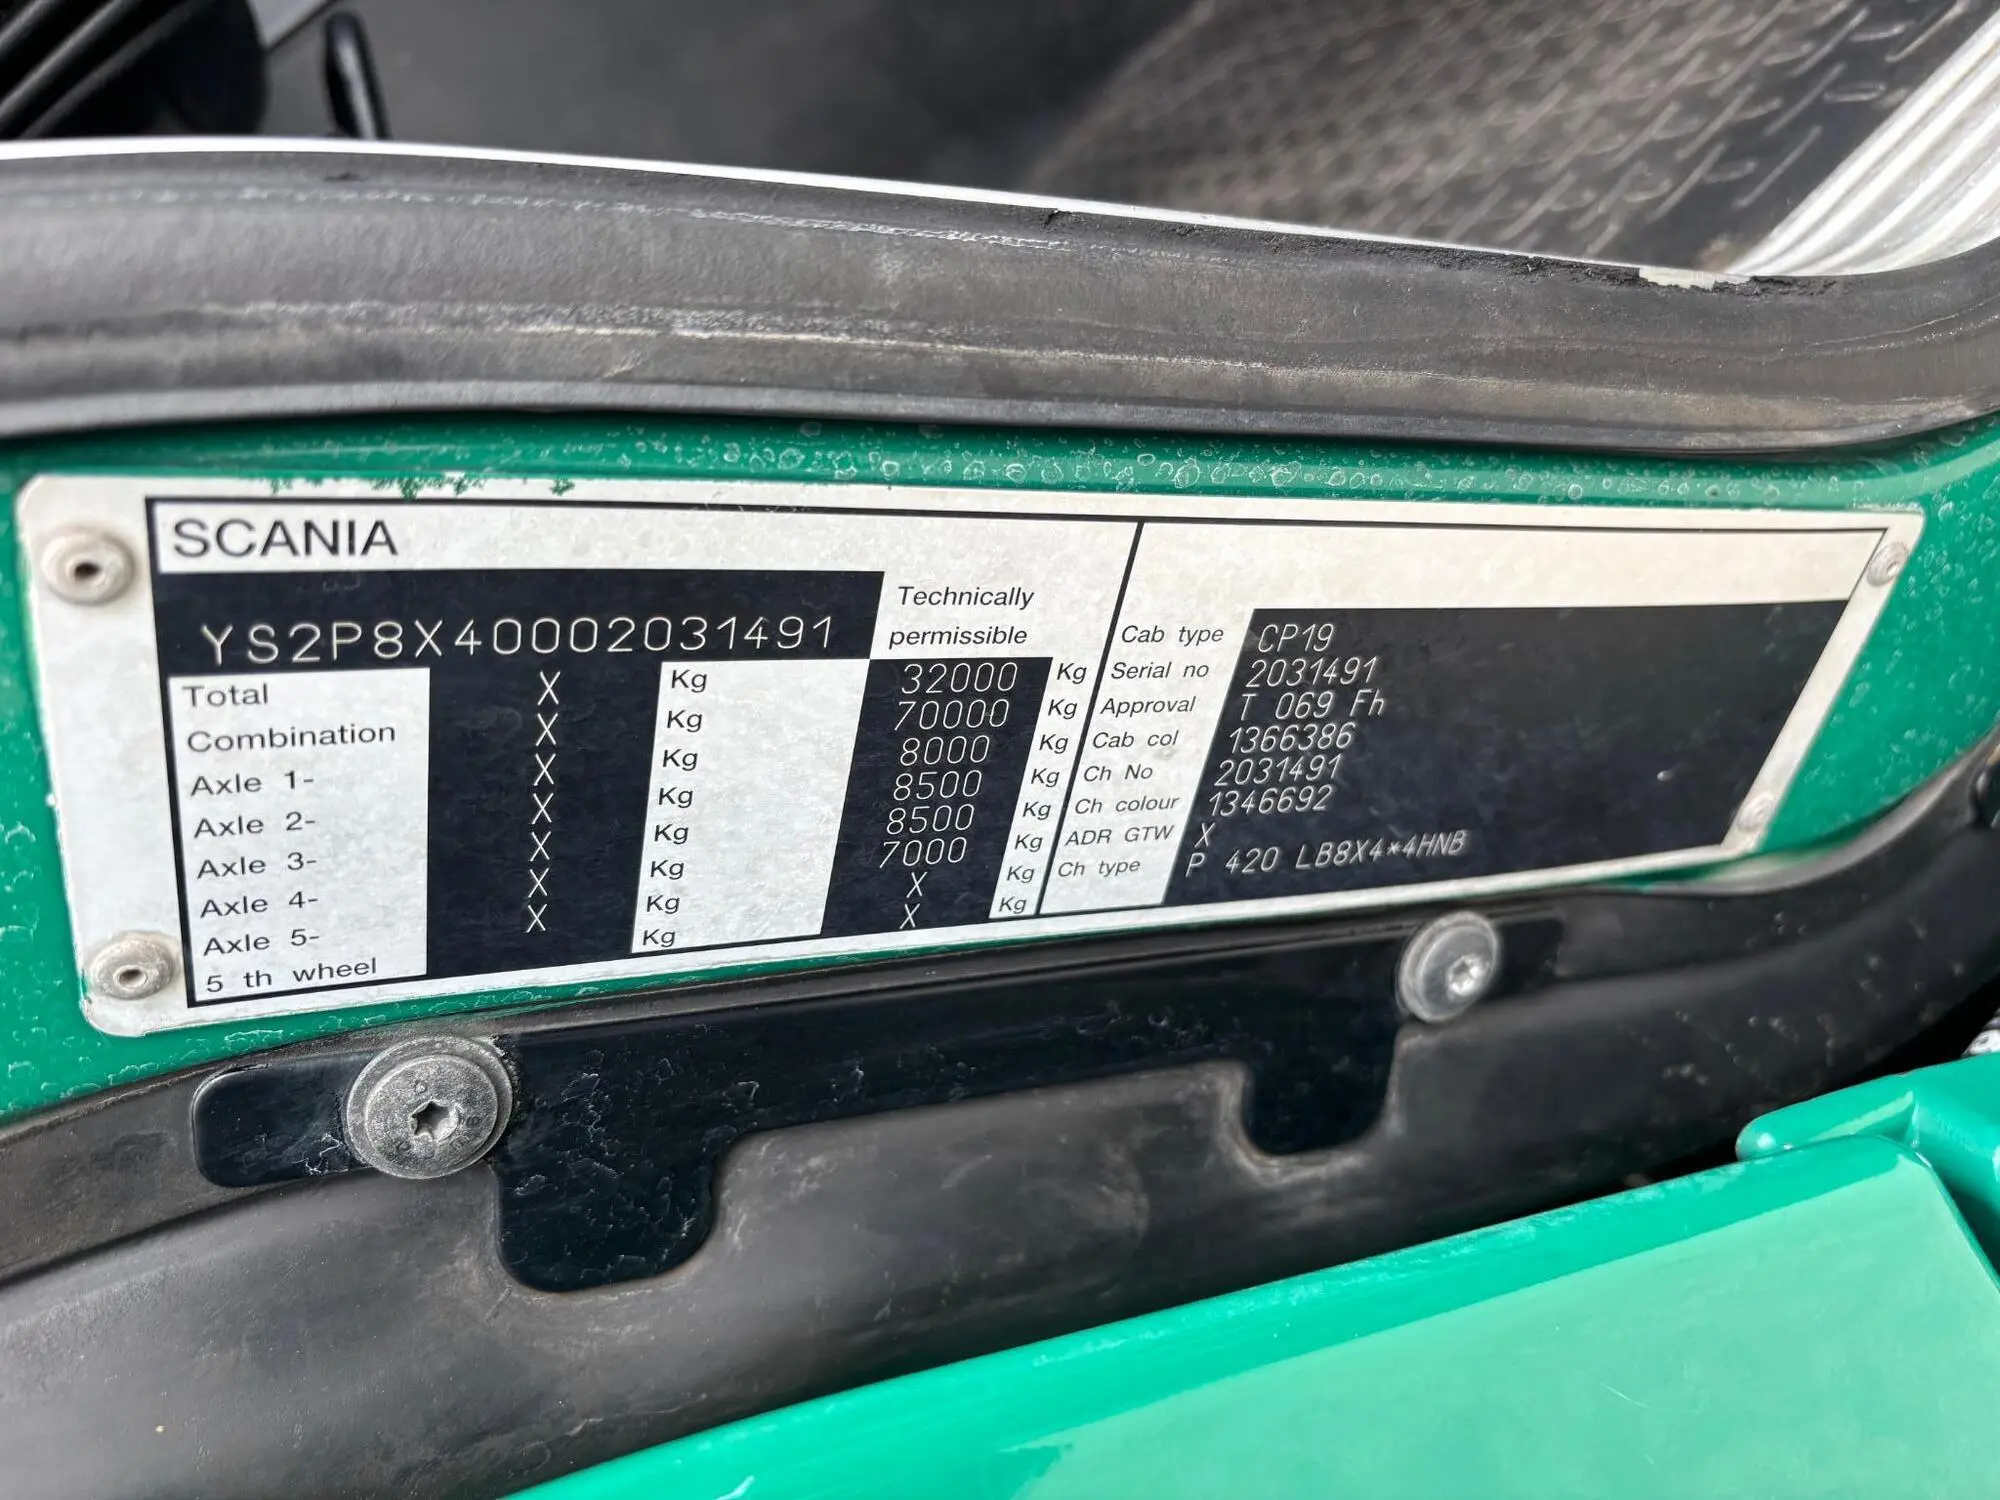 SCANIA
YS2P8X40002031491 Technically permissible
Total X Kg 32000 Kg
Combination X Kg 70000 Kg
Axle 1- X Kg 8000 Kg
Axle 2- X Kg 8500 Kg
Axle 3- X Kg 8500 Kg
Axle 4- X Kg 7000 Kg
Axle 5- X Kg X Kg
5 th wheel Kg X Kg
Cab type CP19
Serial no 2031491
Approval T 069 Fh
Cab col 1366386
Ch No 2031491
Ch colour 1346692
ADR GTW X
Ch type P 420 LB8X4*4HNB